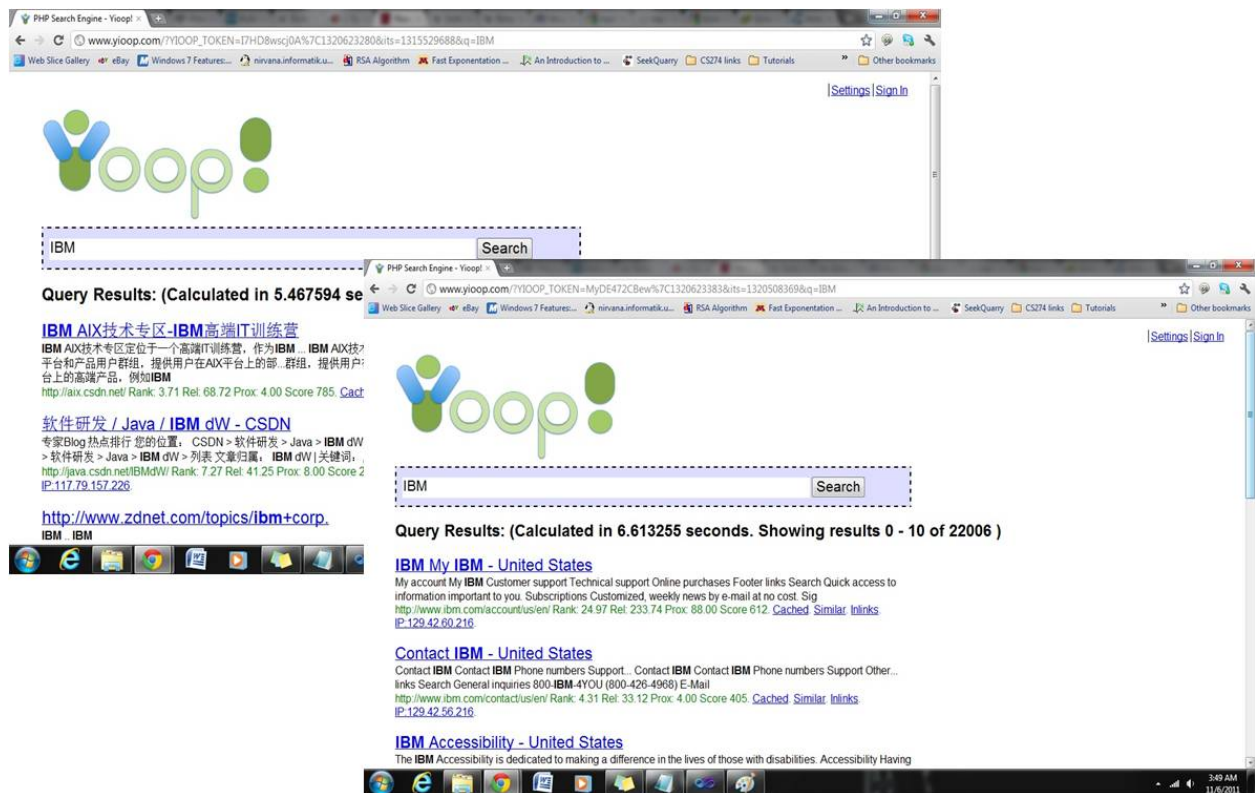 PHP Search Engine - Yioop!
www.yioop.com/?YIOOP_TOKEN=I7HD8wscj0A%7C1320623280&its=1315529688&q=IBM
Web Slice Gallery eBay Windows 7 Features:... nirvana.informatik.u... RSA Algorithm Fast Exponentation ... An Introduction to ... SeekQuarry CS274 links Tutorials » Other bookmarks
|Settings|Sign In
Yioop!
IBM Search
Query Results: (Calculated in 5.467594 se
IBM AIX技术专区-IBM高端IT训练营
IBM AIX技术专区定位于一个高端IT训练营，作为IBM ... IBM AIX技
平台和产品用户群组，提供用户在AIX平台上的部...群组，提供用户
台上的高端产品，例如IBM
http://aix.csdn.net/ Rank: 3.71 Rel: 68.72 Prox: 4.00 Score 785. Cach
软件研发 / Java / IBM dW - CSDN
专家Blog 热点排行 您的位置： CSDN > 软件研发 > Java > IBM dW
> 软件研发 > Java > IBM dW > 列表 文章归属： IBM dW | 关键词：
http://java.csdn.net/IBMdW/ Rank: 7.27 Rel: 41.25 Prox: 8.00 Score 2
IP:117.79.157.226.
http://www.zdnet.com/topics/ibm+corp.
IBM .. IBM
PHP Search Engine - Yioop!
www.yioop.com/?YIOOP_TOKEN=MyDE472CBew%7C1320623383&its=1320508369&q=IBM
Web Slice Gallery eBay Windows 7 Features:... nirvana.informatik.u... RSA Algorithm Fast Exponentation ... An Introduction to ... SeekQuarry CS274 links Tutorials » Other bookmarks
|Settings|Sign In
Yioop!
IBM Search
Query Results: (Calculated in 6.613255 seconds. Showing results 0 - 10 of 22006 )
IBM My IBM - United States
My account My IBM Customer support Technical support Online purchases Footer links Search Quick access to
information important to you. Subscriptions Customized, weekly news by e-mail at no cost. Sig
http://www.ibm.com/account/us/en/ Rank: 24.97 Rel: 233.74 Prox: 88.00 Score 612. Cached. Similar. Inlinks.
IP:129.42.60.216.
Contact IBM - United States
Contact IBM Contact IBM Phone numbers Support... Contact IBM Contact IBM Phone numbers Support Other...
links Search General inquiries 800-IBM-4YOU (800-426-4968) E-Mail
http://www.ibm.com/contact/us/en/ Rank: 4.31 Rel: 33.12 Prox: 4.00 Score 405. Cached. Similar. Inlinks.
IP:129.42.56.216.
IBM Accessibility - United States
The IBM Accessibility is dedicated to making a difference in the lives of those with disabilities. Accessibility Having
3:49 AM
11/6/2011